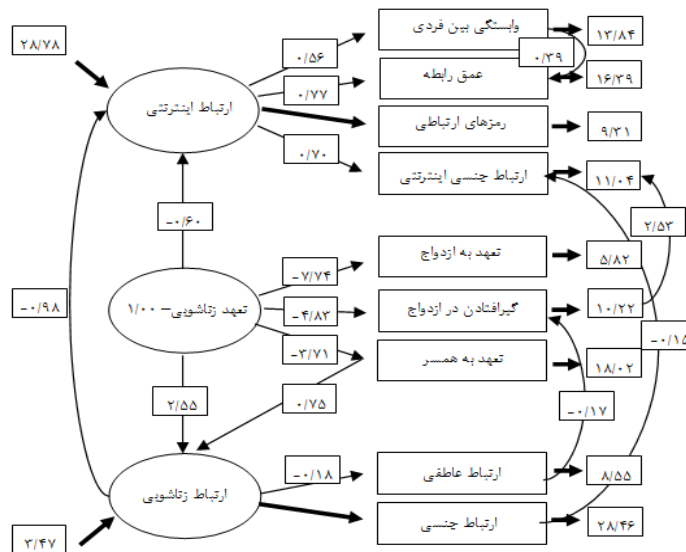 ۲۸/۷۸
ارتباط اینترنتی
۰/۵۶
۰/۷۷
۰/۷۰
وابستگی بین فردی
۱۳/۸۴
۰/۳۹
عمق رابطه
۱۶/۳۹
رمزهای ارتباطی
۹/۳۱
ارتباط جنسی اینترنتی
۱۱/۰۴
-۰/۶۰
۲/۵۳
-۰/۹۸
تعهد زناشویی- ۱/۰۰
-۷/۷۴
-۴/۸۳
-۳/۷۱
تعهد به ازدواج
۵/۸۲
گیرافتادن در ازدواج
۱۰/۲۲
-۰/۱۵
تعهد به همسر
۱۸/۰۲
۲/۵۵
۰/۷۵
-۰/۱۷
ارتباط زناشویی
-۰/۱۸
ارتباط عاطفی
۸/۵۵
ارتباط جنسی
۲۸/۴۶
۳/۴۷